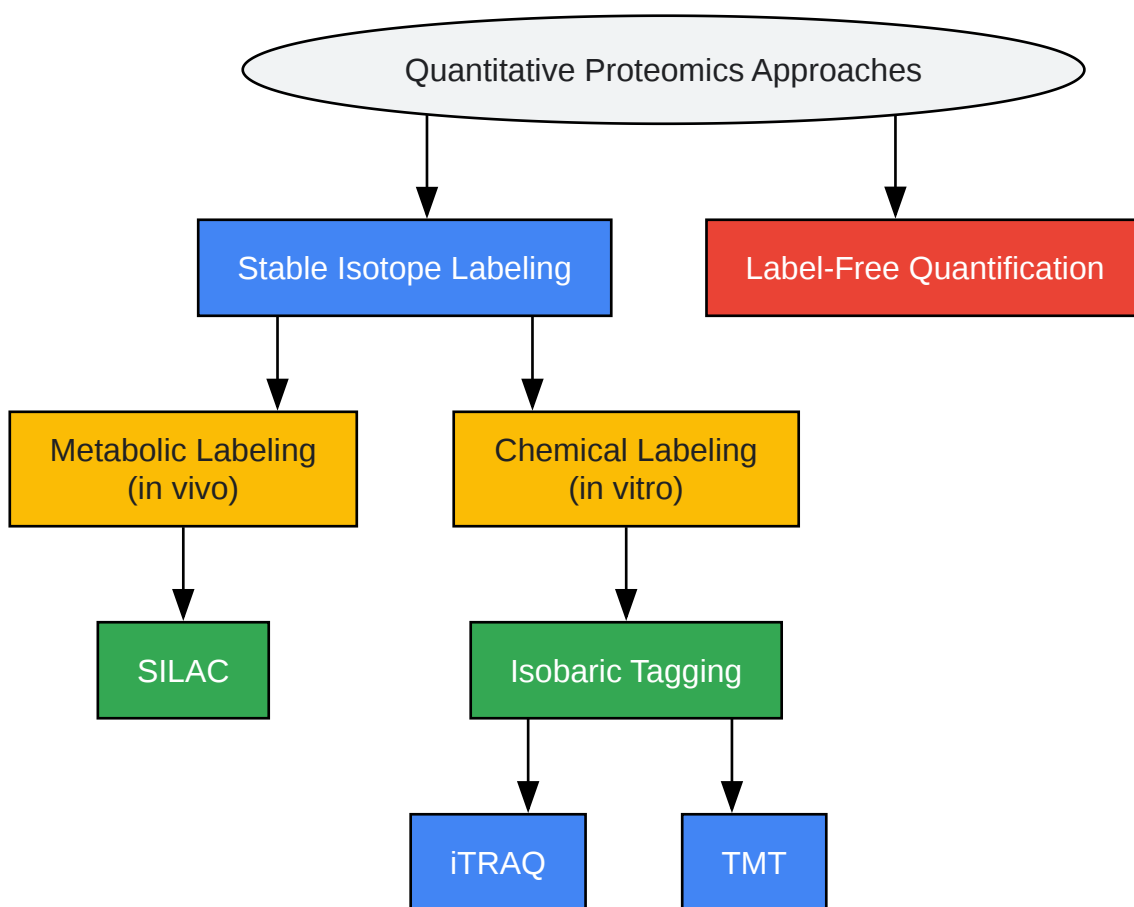 Quantitative Proteomics Approaches
Stable Isotope Labeling
Label-Free Quantification
Metabolic Labeling
(in vivo)
Chemical Labeling
(in vitro)
SILAC
Isobaric Tagging
iTRAQ
TMT